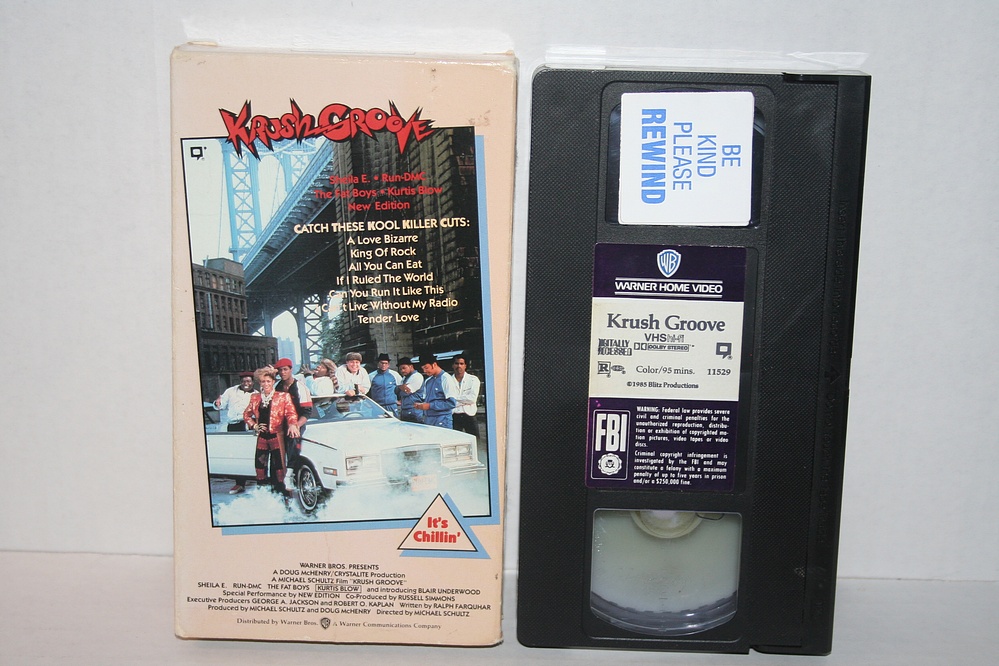 KRUSH GROOVE
Sheila E. • Run-DMC
The Fat Boys • Kurtis Blow
New Edition
CATCH THESE KOOL KILLER CUTS:
A Love Bizarre
King Of Rock
All You Can Eat
If I Ruled The World
Can You Run It Like This
Can't Live Without My Radio
Tender Love
It's
Chillin'
WARNER BROS. PRESENTS
A DOUG McHENRY/CRYSTALITE Production
A MICHAEL SCHULTZ Film "KRUSH GROOVE"
SHEILA E. RUN-DMC THE FAT BOYS KURTIS BLOW and introducing BLAIR UNDERWOOD
Special Performance by NEW EDITION Co-Produced by RUSSELL SIMMONS
Executive Producers GEORGE A. JACKSON and ROBERT O. KAPLAN Written by RALPH FARQUHAR
Produced by MICHAEL SCHULTZ and DOUG McHENRY Directed by MICHAEL SCHULTZ
Distributed by Warner Bros. WB A Warner Communications Company
BE
KIND
PLEASE
REWIND
WB
WARNER HOME VIDEO
Krush Groove
VHS hi-fi
DIGITALLY
PROCESSED
DOLBY STEREO
R Color/95 mins. 11529
©1985 Blitz Productions
FBI
WARNING: Federal law provides severe
civil and criminal penalties for the
unauthorized reproduction, distribu-
tion or exhibition of copyrighted mo-
tion pictures, video tapes or video
discs.
Criminal copyright infringement is
investigated by the FBI and may
constitute a felony with a maximum
penalty of up to five years in prison
and/or a $250,000 fine.